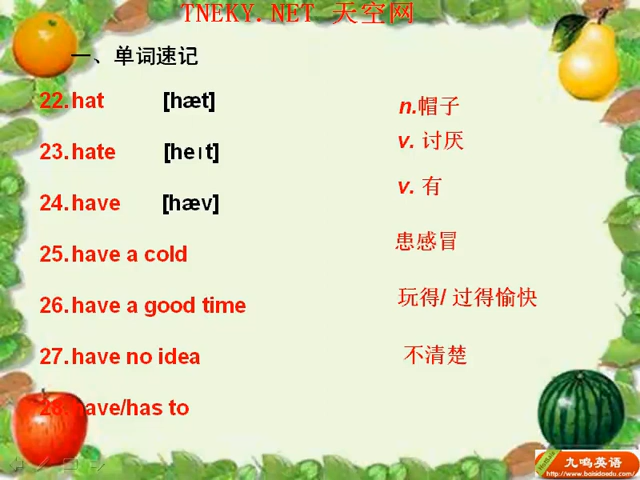 TNEKY.NET 天空网
一、单词速记
22. hat [hæt] n.帽子
23. hate [heɪt] v. 讨厌
24. have [hæv] v. 有
25. have a cold 患感冒
26. have a good time 玩得/ 过得愉快
27. have no idea 不清楚
28. have/has to
九鸣英语